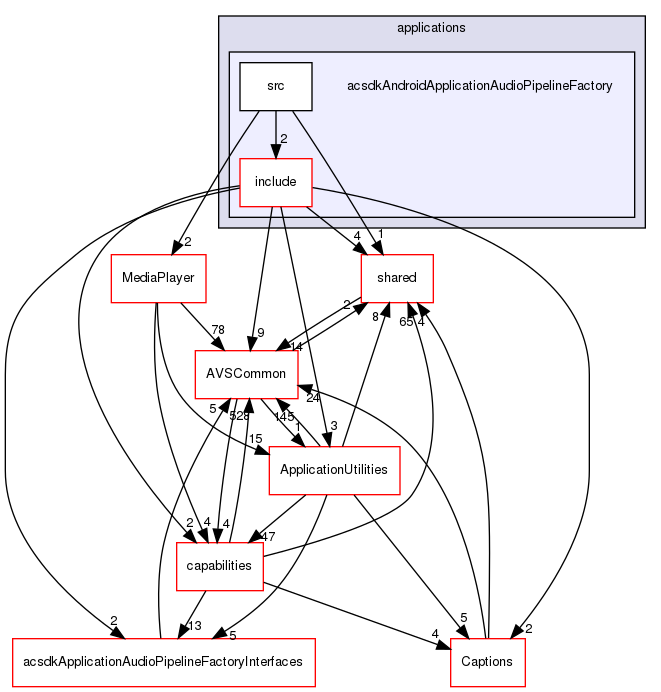 applications
src
acsdkAndroidApplicationAudioPipelineFactory
2
include
4
1
2
MediaPlayer
shared
78
9
2
14
8
65
4
AVSCommon
24
5
528
145
1
3
15
ApplicationUtilities
2
4
4
47
capabilities
2
13
5
4
5
2
acsdkApplicationAudioPipelineFactoryInterfaces
Captions